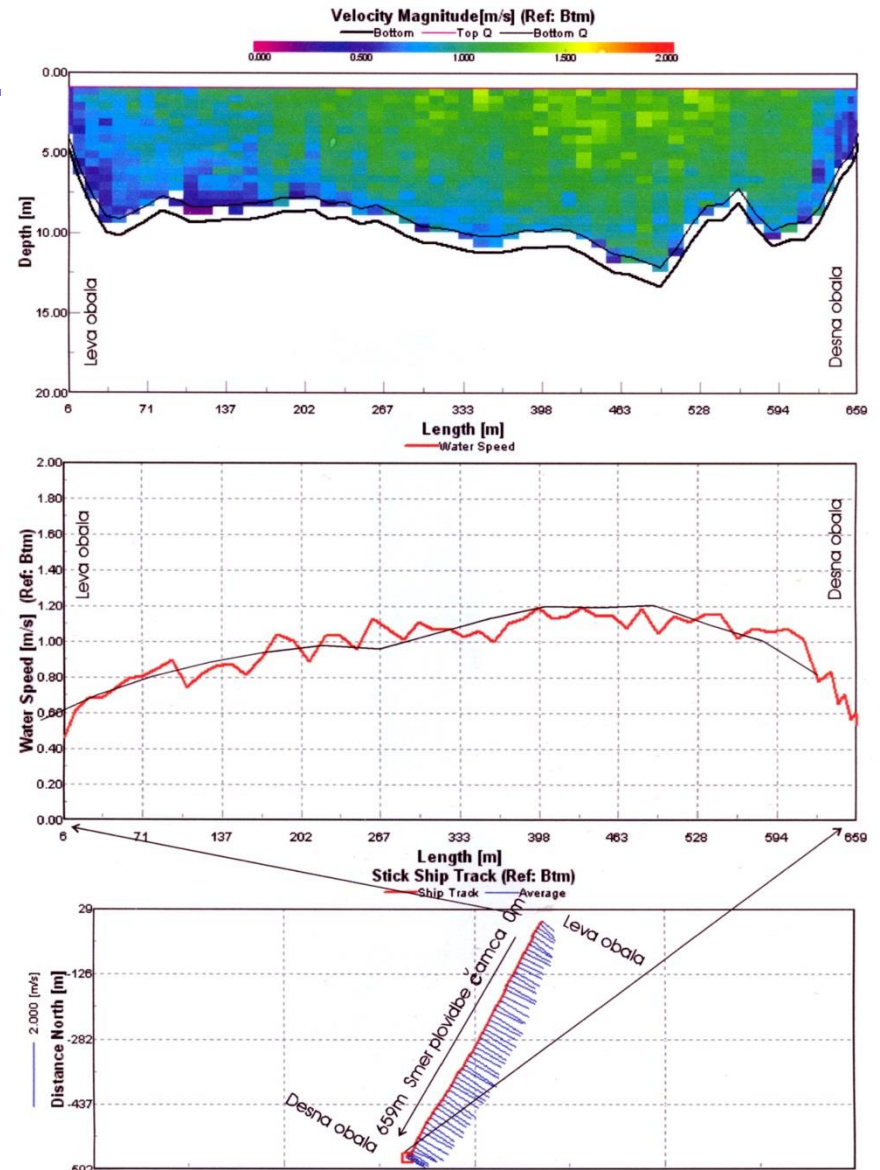 Velocity Magnitude[m/s] (Ref: Btm)
Bottom Top Q Bottom Q
0.000 0.500 1.000 1.500 2.000
0.00
5.00
10.00
15.00
20.00
Depth [m]
Leva obala
Desna obala
6 71 137 202 267 333 398 463 528 594 659
Length [m]
Water Speed
2.00
1.80
1.60
1.40
1.20
1.00
0.80
0.60
0.40
0.20
0.00
Water Speed [m/s] (Ref: Btm)
Leva obala
Desna obala
6 71 137 202 267 333 398 463 528 594 659
Length [m]
Stick Ship Track (Ref: Btm)
Ship Track Average
29
-126
-282
-437
-592
2.000 [m/s]
Distance North [m]
Leva obala
659m Smer plovidbe čamca 0m
Desna obala